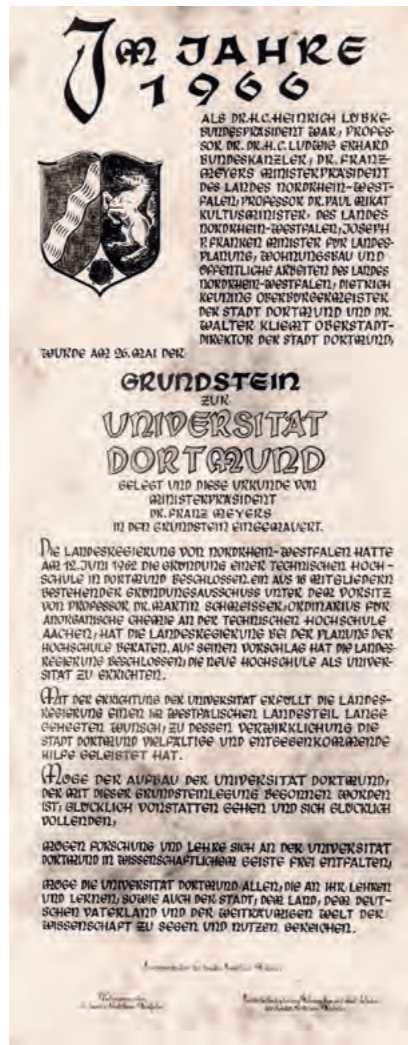 IM JAHRE
1966
ALS DR.H.C.HEINRICH LÜBKE
BUNDESPRÄSIDENT WAR, PROFES-
SOR DR. DR.H.C. LUDWIG ERHARD
BUNDESKANZLER, DR. FRANZ
MEYERS MINISTERPRÄSIDENT
DES LANDES NORDRHEIN-WEST-
FALEN, PROFESSOR DR. PAUL MIKAT
KULTUSMINISTER DES LANDES
NORDRHEIN-WESTFALEN, JOSEPH
P. FRANKEN MINISTER FÜR LANDES-
PLANUNG, WOHNUNGSBAU UND
ÖFFENTLICHE ARBEITEN DES LANDES
NORDRHEIN-WESTFALEN, DIETRICH
KEUNING OBERBÜRGERMEISTER
DER STADT DORTMUND UND DR.
WALTER KLIEMT OBERSTADT-
DIREKTOR DER STADT DORTMUND,
WURDE AM 26. MAI DER
GRUNDSTEIN
ZUR
UNIVERSITÄT
DORTMUND
GELEGT UND DIESE URKUNDE VON
MINISTERPRÄSIDENT
DR. FRANZ MEYERS
IN DEN GRUNDSTEIN EINGEMAUERT.
DIE LANDESREGIERUNG VON NORDRHEIN-WESTFALEN HATTE
AM 12. JUNI 1962 DIE GRÜNDUNG EINER TECHNISCHEN HOCH-
SCHULE IN DORTMUND BESCHLOSSEN. EIN AUS 16 MITGLIEDERN
BESTEHENDER GRÜNDUNGSAUSSCHUSS UNTER DEM VORSITZ
VON PROFESSOR DR. MARTIN SCHMEISSER, ORDINARIUS FÜR
ANORGANISCHE CHEMIE AN DER TECHNISCHEN HOCHSCHULE
AACHEN, HAT DIE LANDESREGIERUNG BEI DER PLANUNG DER
HOCHSCHULE BERATEN. AUF SEINEN VORSCHLAG HAT DIE LANDES-
REGIERUNG BESCHLOSSEN, DIE NEUE HOCHSCHULE ALS UNIVER-
SITÄT ZU ERRICHTEN.
MIT DER ERRICHTUNG DER UNIVERSITÄT ERFÜLLT DIE LANDES-
REGIERUNG EINEN IM WESTFÄLISCHEN LANDESTEIL LANGE
GEHEGTEN WUNSCH, ZU DESSEN VERWIRKLICHUNG DIE
STADT DORTMUND VIELFÄLTIGE UND ENTGEGENKOMMENDE
HILFE GELEISTET HAT.
MÖGE DER AUFBAU DER UNIVERSITÄT DORTMUND,
DER MIT DIESER GRUNDSTEINLEGUNG BEGONNEN WORDEN
IST, GLÜCKLICH VONSTATTEN GEHEN UND SICH GLÜCKLICH
VOLLENDEN,
MÖGEN FORSCHUNG UND LEHRE SICH AN DER UNIVERSITÄT
DORTMUND IN WISSENSCHAFTLICHEM GEISTE FREI ENTFALTEN,
MÖGE DIE UNIVERSITÄT DORTMUND ALLEN, DIE AN IHR LEHREN
UND LERNEN, SOWIE AUCH DER STADT, DEM LAND, DEM DEUT-
SCHEN VATERLAND UND DER WEITRÄUMIGEN WELT DER
WISSENSCHAFT ZU SEGEN UND NUTZEN GEREICHEN.